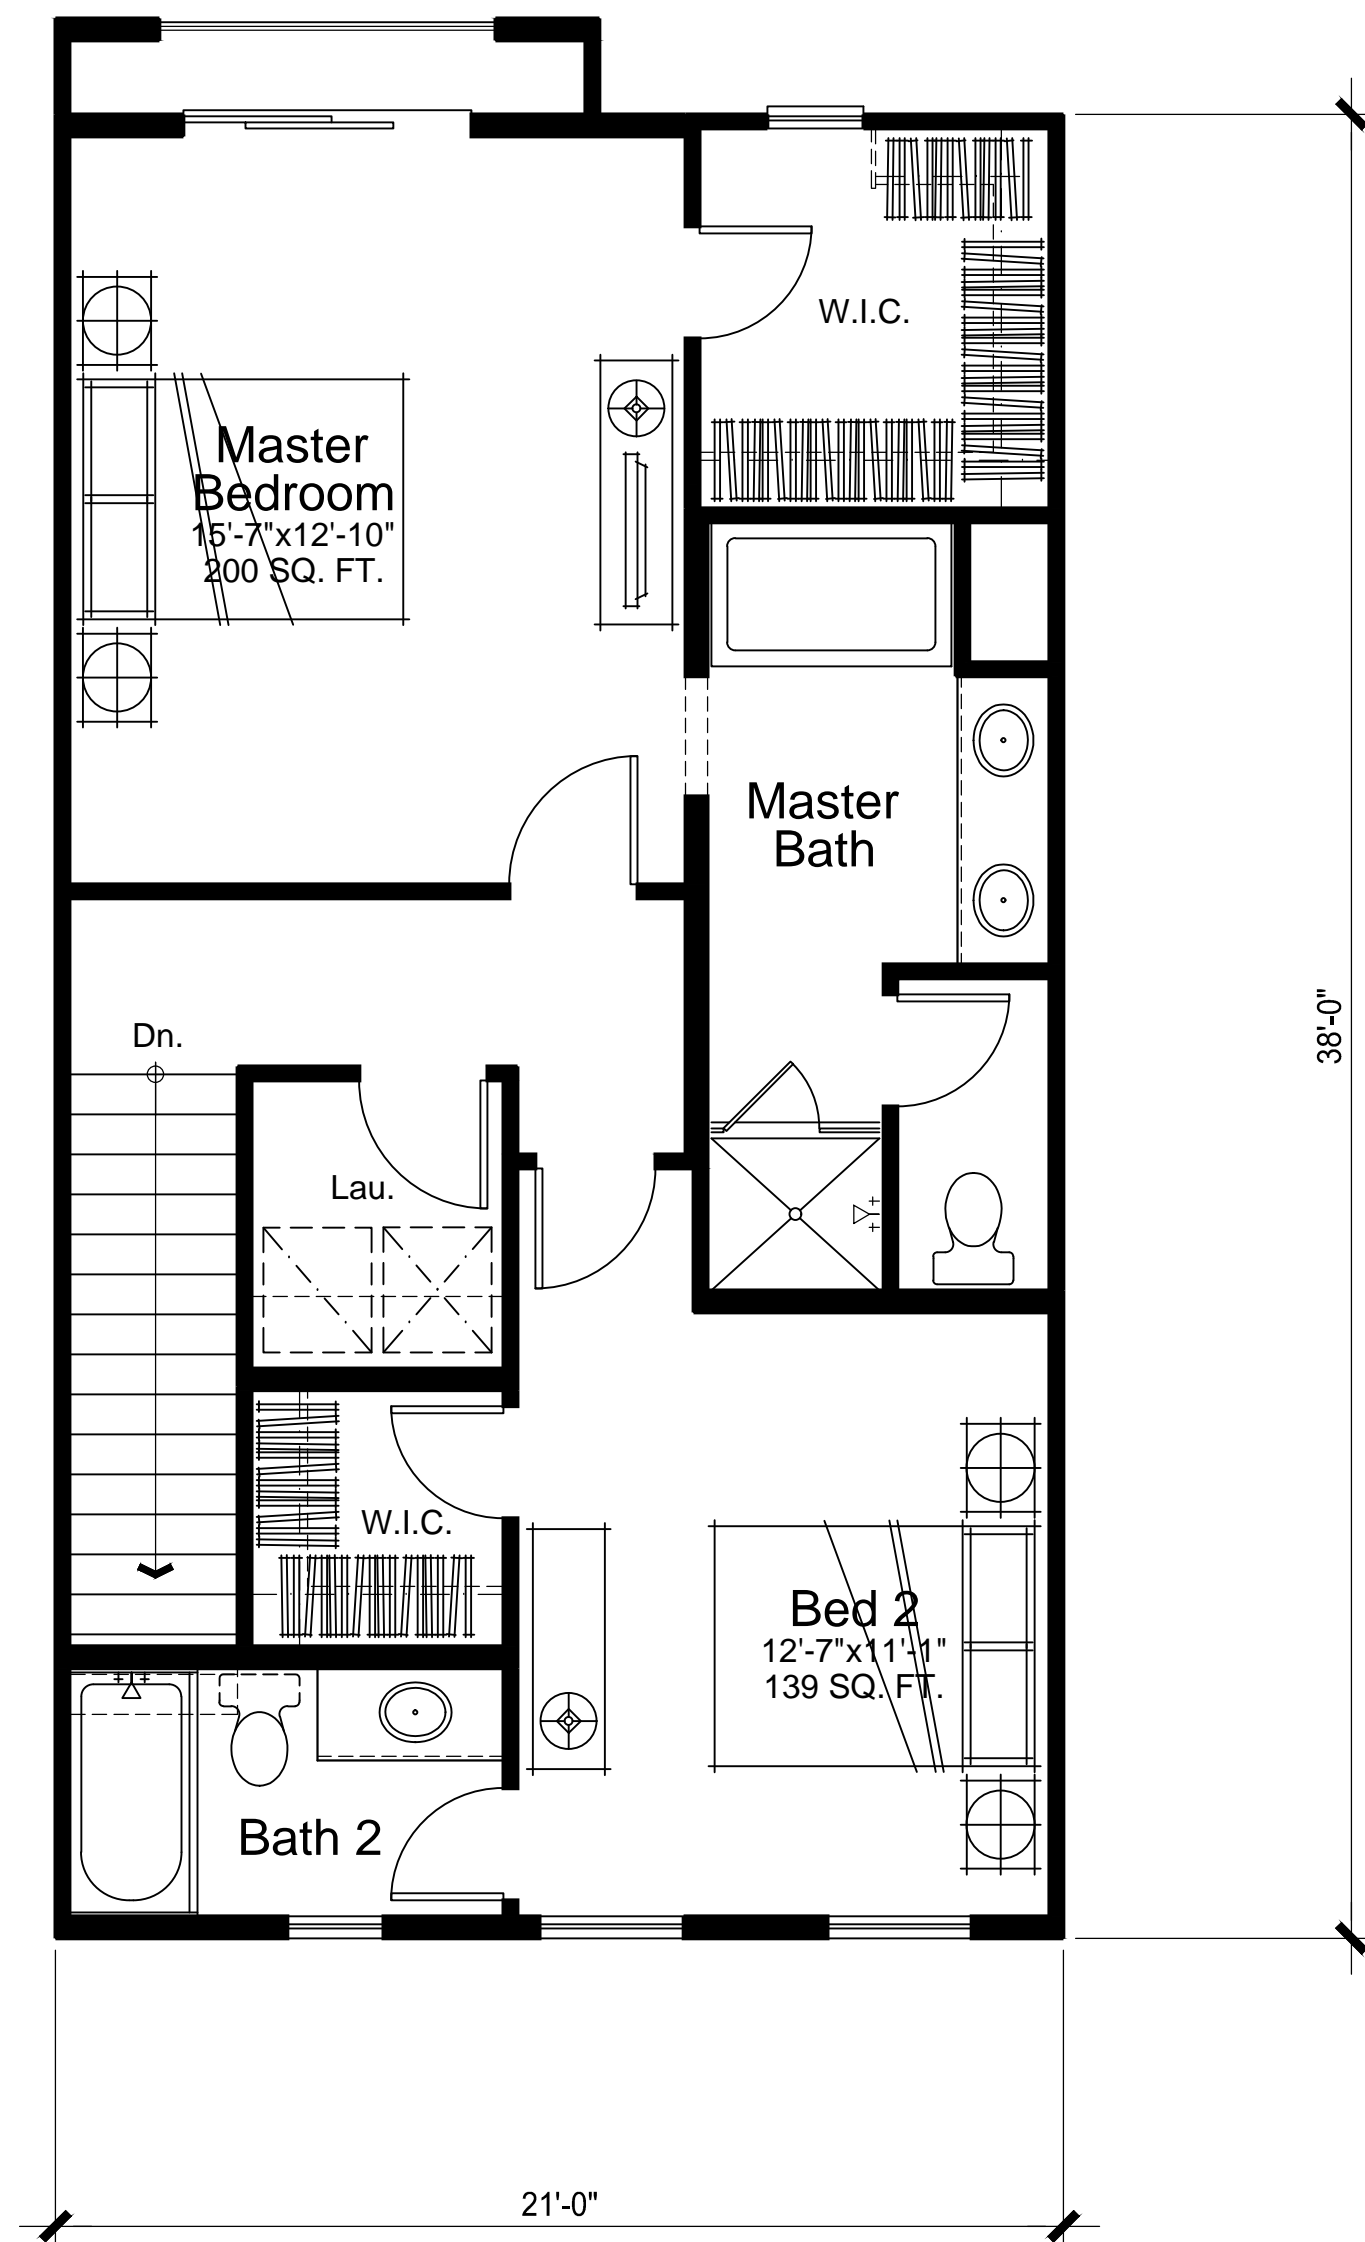 W.I.C.
Master
Bedroom
15'-7"x12'-10"
200 SQ. FT.
Master
Bath
38'-0"
Dn.
Lau.
W.I.C.
Bed 2
12'-7"x11'-1"
139 SQ. FT.
Bath 2
21'-0"